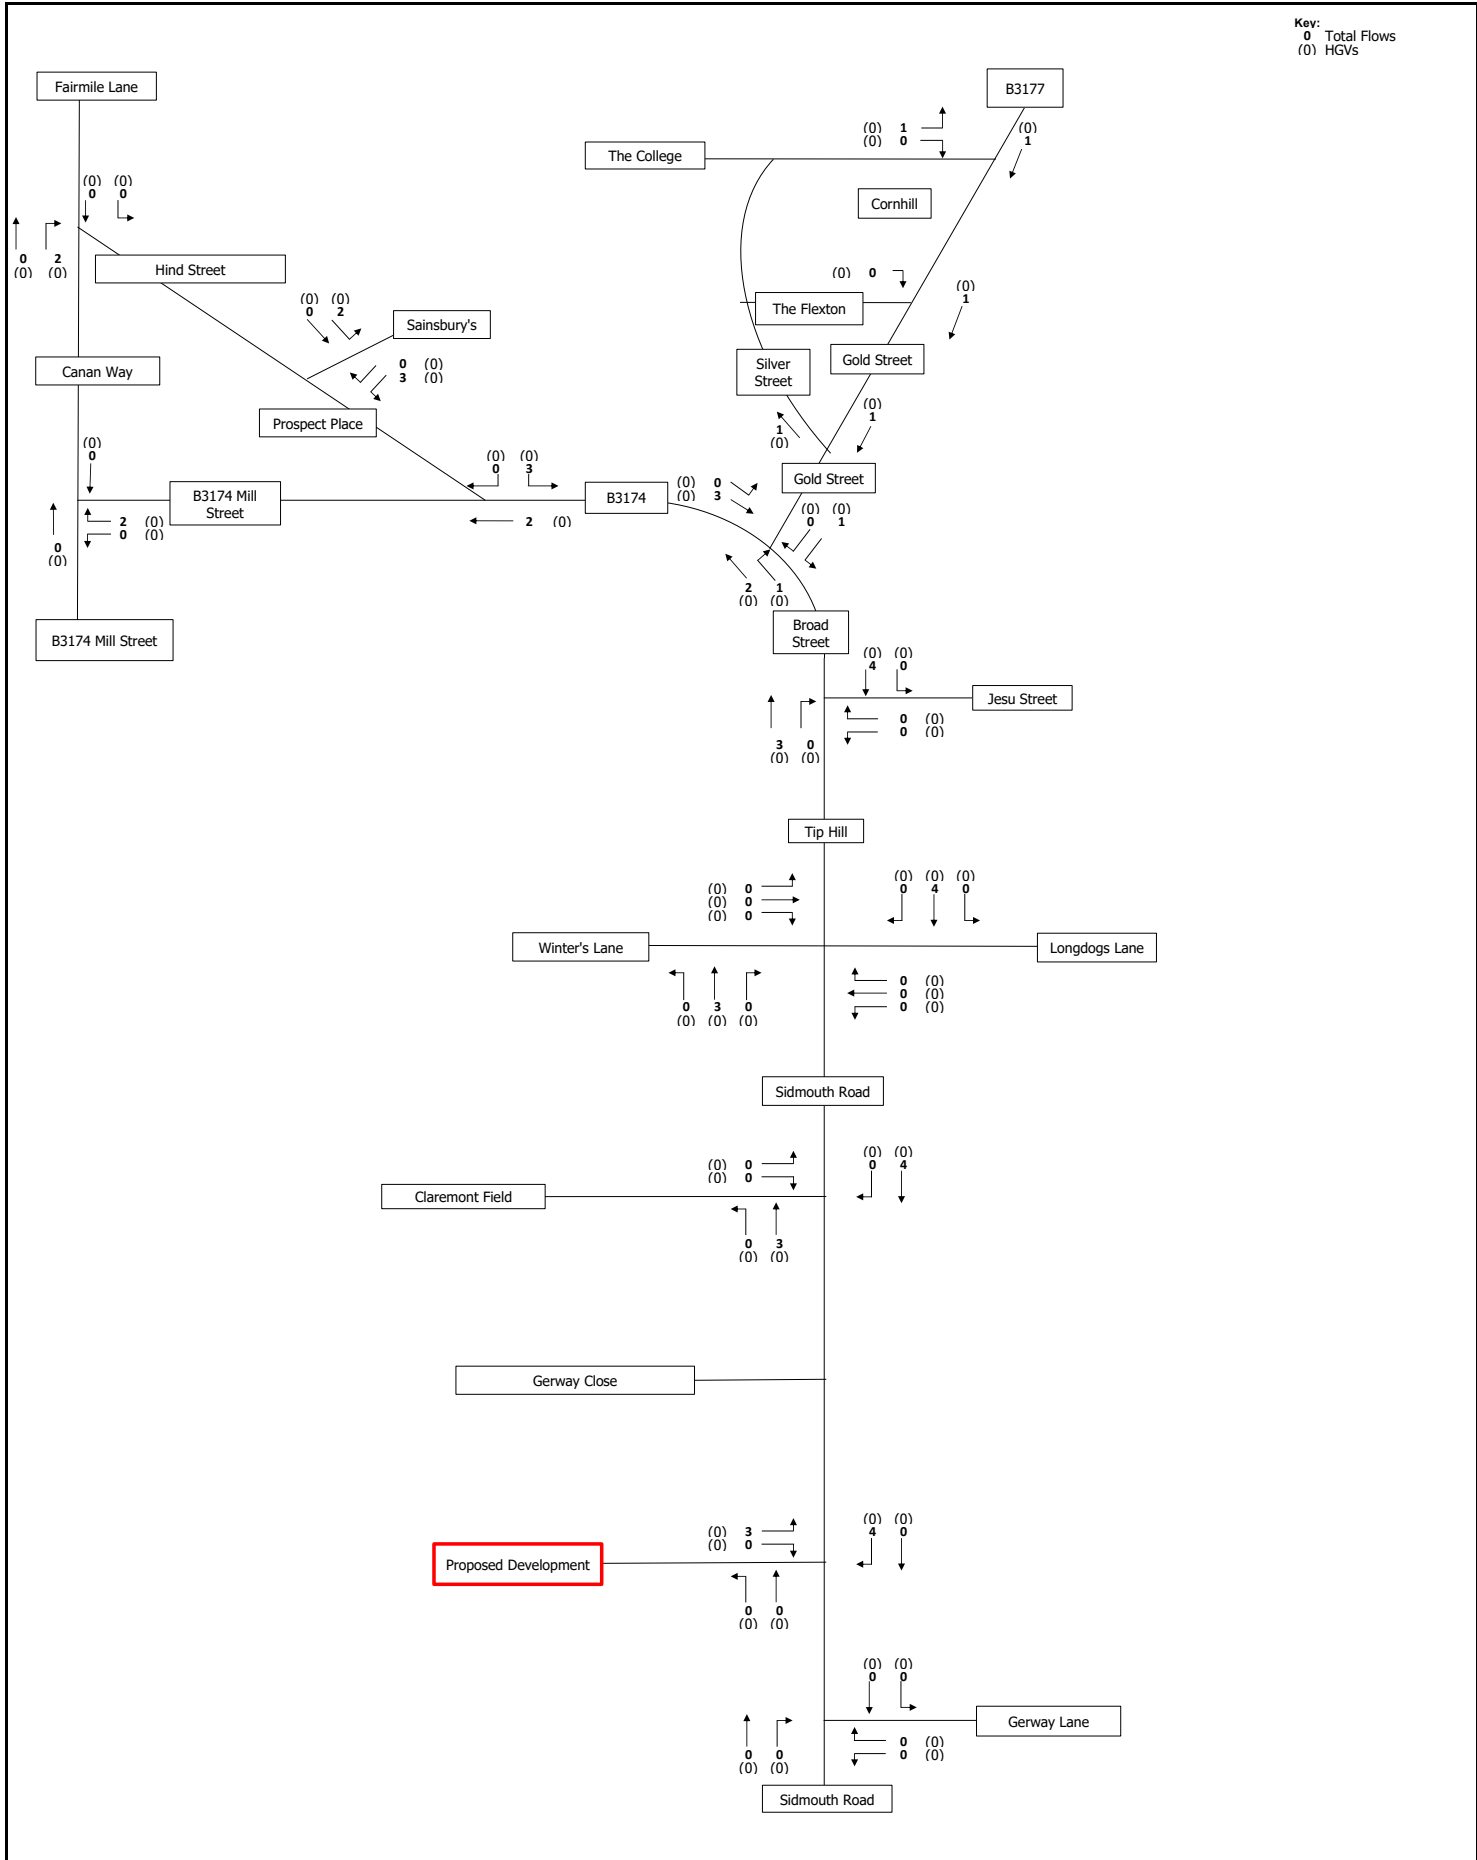 Key:
0 Total Flows
(0) HGVs
Fairmile Lane
B3177
(0) 1
(0) 0
(0)
1
The College
(0) (0)
0 0
Cornhill
0 2
(0) (0)
Hind Street
(0) 0
(0)
1
(0) (0)
0 2
The Flexton
Sainsbury's
Gold Street
Silver
Street
Canan Way
0 (0)
3 (0)
(0)
1
Prospect Place
1
(0)
(0)
0
(0) (0)
0 3
Gold Street
B3174 Mill
Street
B3174
(0) 0
(0) 3
(0) (0)
0 1
2 (0)
0 (0)
2 (0)
0
(0)
2 1
(0) (0)
B3174 Mill Street
Broad
Street
(0) (0)
4 0
Jesu Street
0 (0)
0 (0)
3 0
(0) (0)
Tip Hill
(0) 0
(0) 0
(0) 0
(0) (0) (0)
0 4 0
Winter's Lane
Longdogs Lane
0 3 0
(0) (0) (0)
0 (0)
0 (0)
0 (0)
Sidmouth Road
(0) 0
(0) 0
(0) (0)
0 4
Claremont Field
0 3
(0) (0)
Gerway Close
(0) 3
(0) 0
(0) (0)
4 0
Proposed Development
0 0
(0) (0)
(0) (0)
0 0
Gerway Lane
0 0
(0) (0)
0 (0)
0 (0)
Sidmouth Road